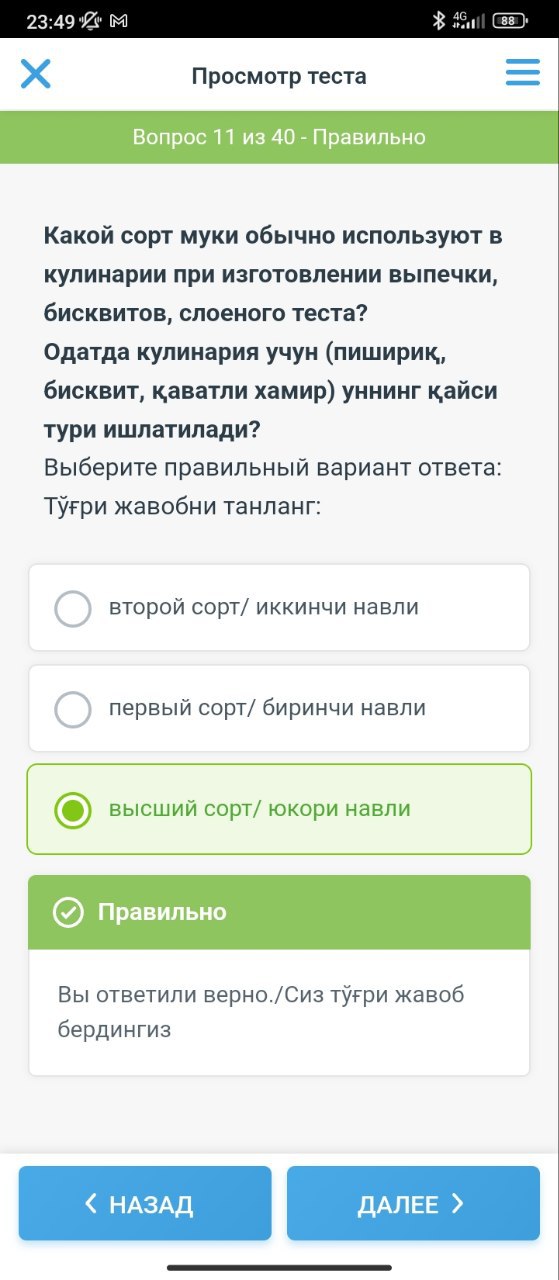 23:49
4G
88
Просмотр теста
Вопрос 11 из 40 - Правильно
Какой сорт муки обычно используют в
кулинарии при изготовлении выпечки,
бисквитов, слоеного теста?
Одатда кулинария учун (пишириқ,
бисквит, қаватли хамир) уннинг қайси
тури ишлатилади?
Выберите правильный вариант ответа:
Тўғри жавобни танланг:
второй сорт/ иккинчи навли
первый сорт/ биринчи навли
высший сорт/ юкори навли
Правильно
Вы ответили верно./Сиз тўғри жавоб
бердингиз
НАЗАД
ДАЛЕЕ